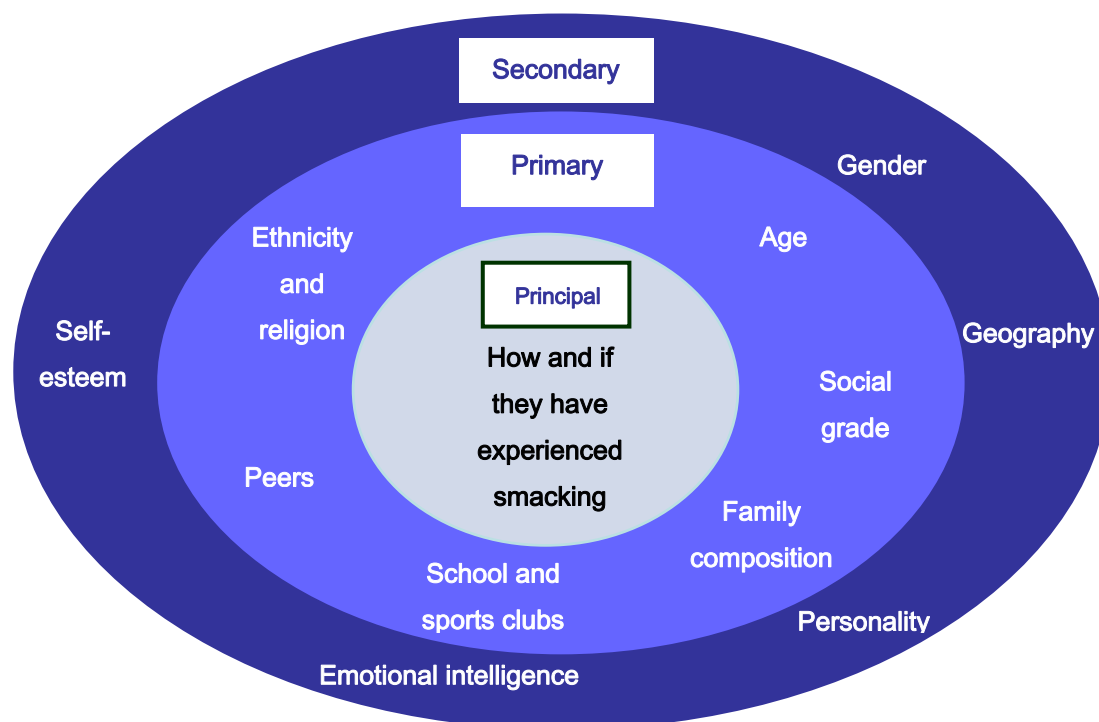 Secondary
Primary
Gender
Ethnicity
and
religion
Age
Principal
Self-
esteem
Geography
How and if
they have
experienced
smacking
Social
grade
Peers
Family
composition
School and
sports clubs
Personality
Emotional intelligence